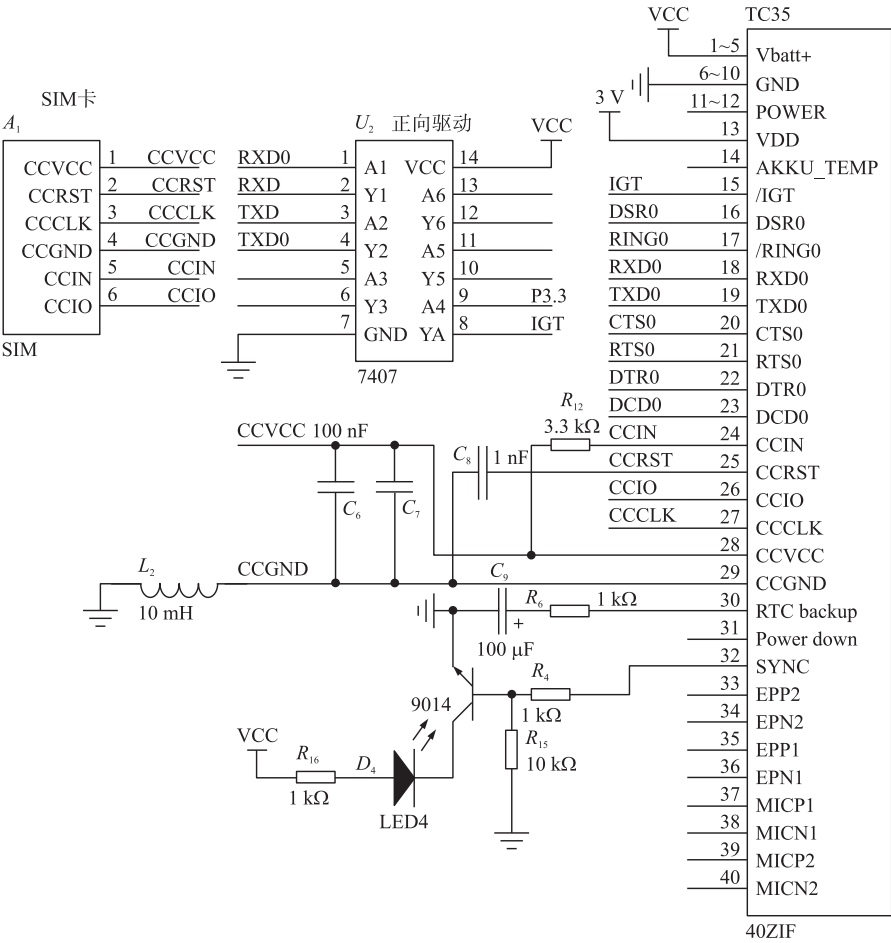 VCC
TC35
1~5 Vbatt+
6~10 GND
11~12 POWER
3 V
13 VDD
14 AKKU_TEMP
IGT 15 /IGT
DSR0 16 DSR0
RING0 17 /RING0
RXD0 18 RXD0
TXD0 19 TXD0
CTS0 20 CTS0
RTS0 21 RTS0
DTR0 22 DTR0
DCD0 23 DCD0
CCIN 24 CCIN
CCRST 25 CCRST
CCIO 26 CCIO
CCCLK 27 CCCLK
28 CCVCC
29 CCGND
30 RTC backup
31 Power down
32 SYNC
33 EPP2
34 EPN2
35 EPP1
36 EPN1
37 MICP1
38 MICN1
39 MICP2
40 MICN2
40ZIF
SIM卡
A₁
CCVCC 1 CCVCC
CCRST 2 CCRST
CCCLK 3 CCCLK
CCGND 4 CCGND
CCIN 5 CCIN
CCIO 6 CCIO
SIM
U₂ 正向驱动
VCC
RXD0 1 A1 VCC 14
RXD 2 Y1 A6 13
TXD 3 A2 Y6 12
TXD0 4 Y2 A5 11
5 A3 Y5 10
6 Y3 A4 9 P3.3
7 GND YA 8 IGT
7407
R₁₂
3.3 kΩ
CCVCC 100 nF
C₈ 1 nF
C₆
C₇
L₂
10 mH
CCGND
C₉
+
100 μF
R₆ 1 kΩ
R₄
1 kΩ
R₁₅
10 kΩ
9014
VCC
R₁₆
1 kΩ
D₄
LED4